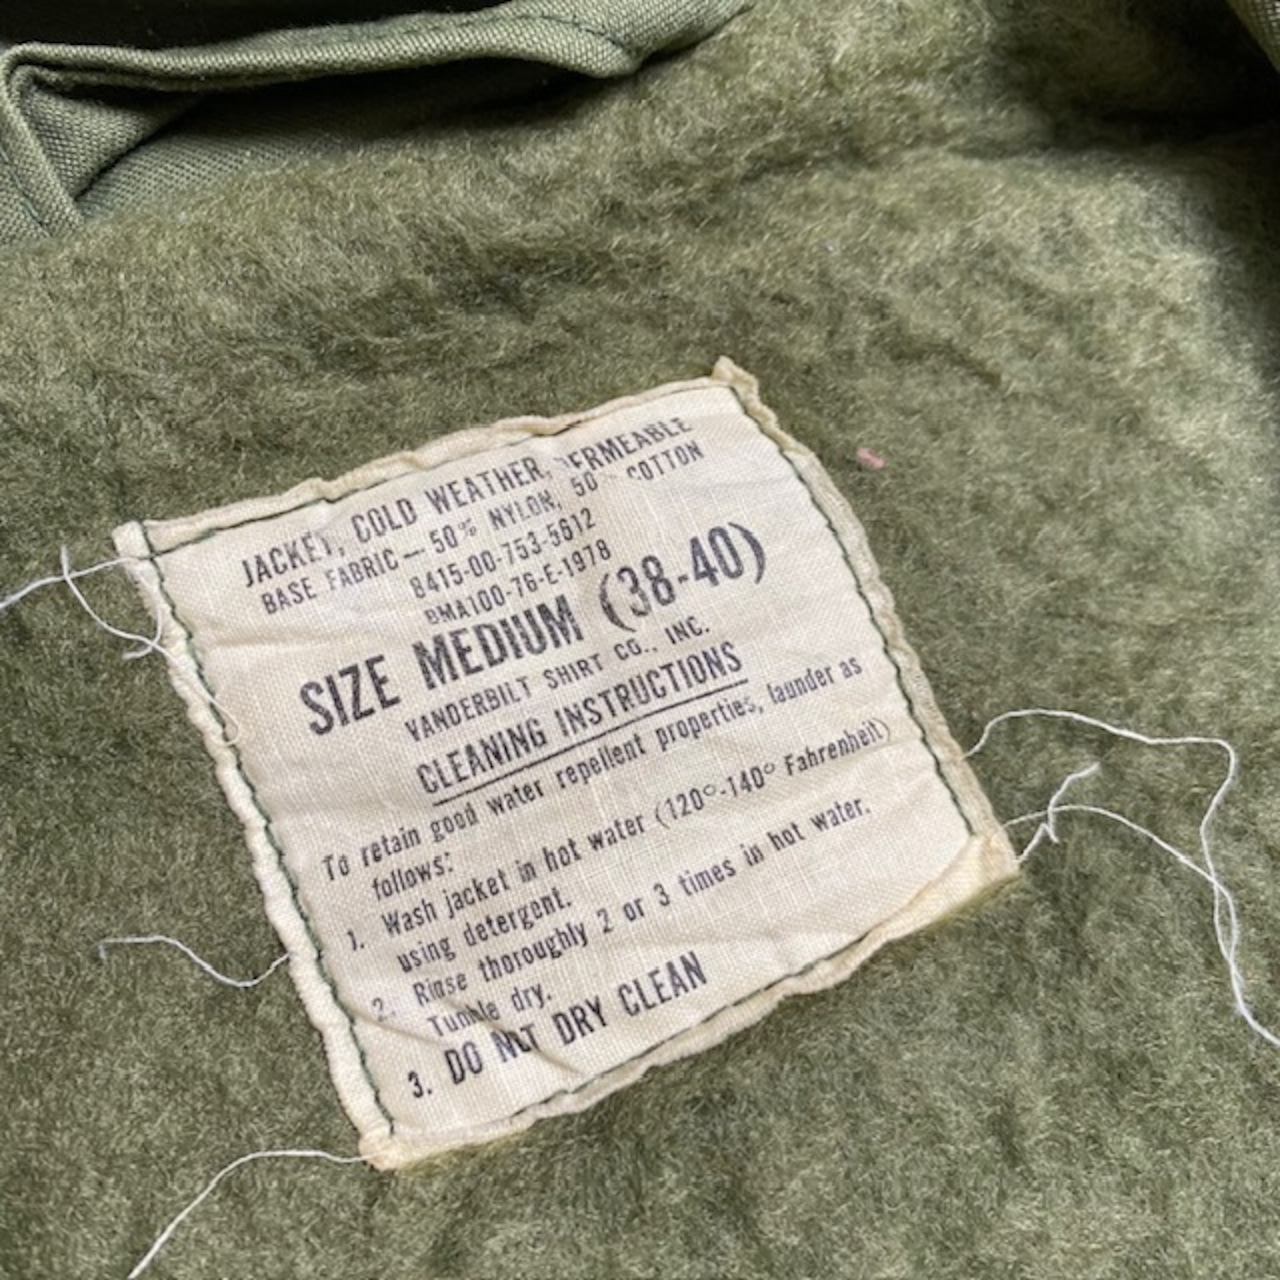 JACKET, COLD WEATHER, PERMEABLE
BASE FABRIC — 50% NYLON, 50% COTTON
8415-00-753-5612
DMA100-76-E-1978
SIZE MEDIUM (38-40)
VANDERBILT SHIRT CO., INC.
CLEANING INSTRUCTIONS
To retain good water repellent properties, launder as
follows:
1. Wash jacket in hot water (120°-140° Fahrenheit)
using detergent.
2. Rinse thoroughly 2 or 3 times in hot water.
Tumble dry.
3. DO NOT DRY CLEAN